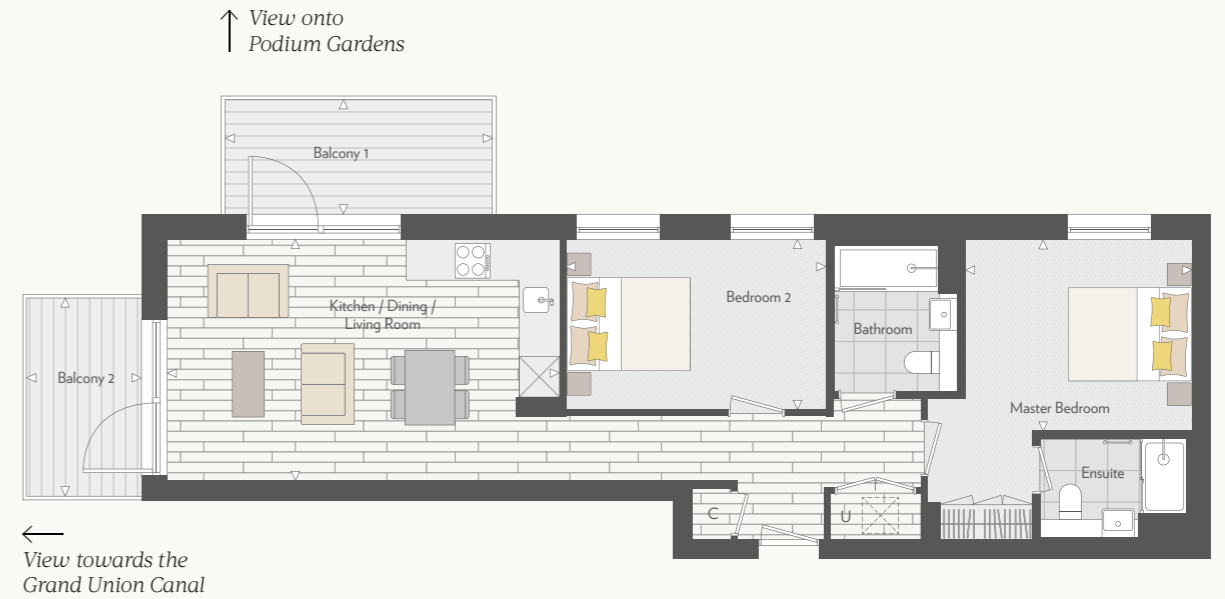 View onto
Podium Gardens
Balcony 1
Kitchen / Dining /
Living Room
Bedroom 2
Bathroom
Balcony 2
Master Bedroom
Ensuite
C
U
View towards the
Grand Union Canal